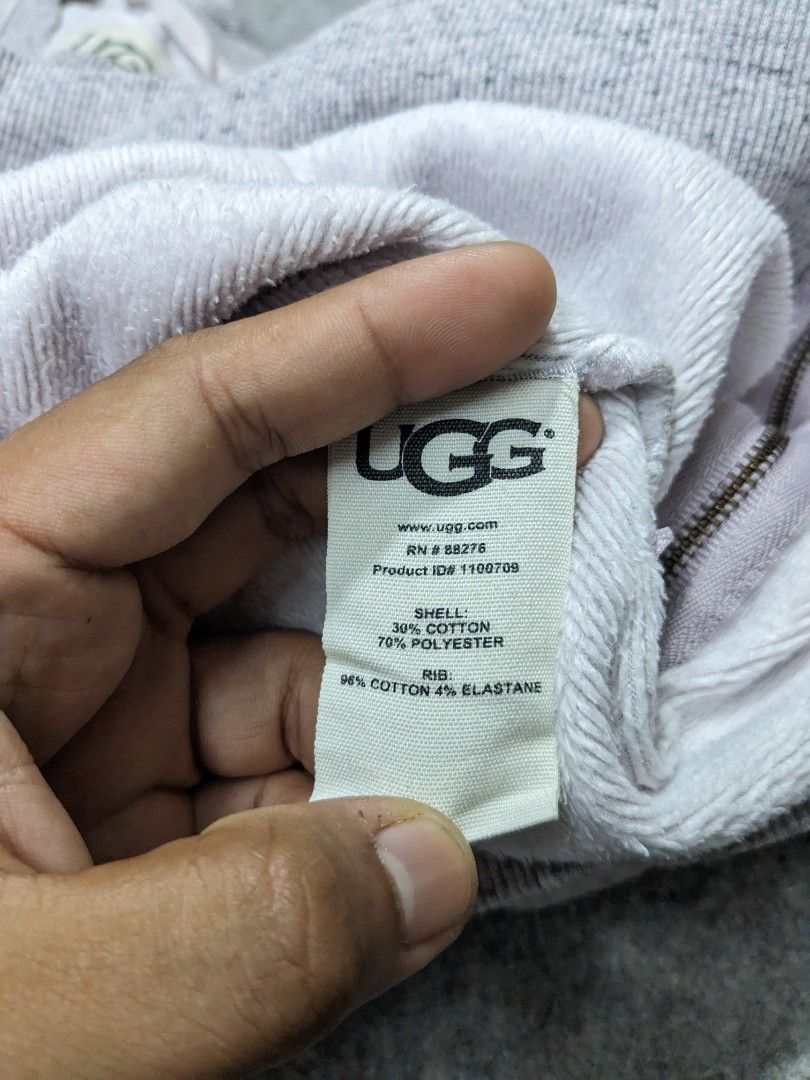 UGG
UGG®
www.ugg.com
RN # 88276
Product ID# 1100709
SHELL:
30% COTTON
70% POLYESTER
RIB:
96% COTTON 4% ELASTANE